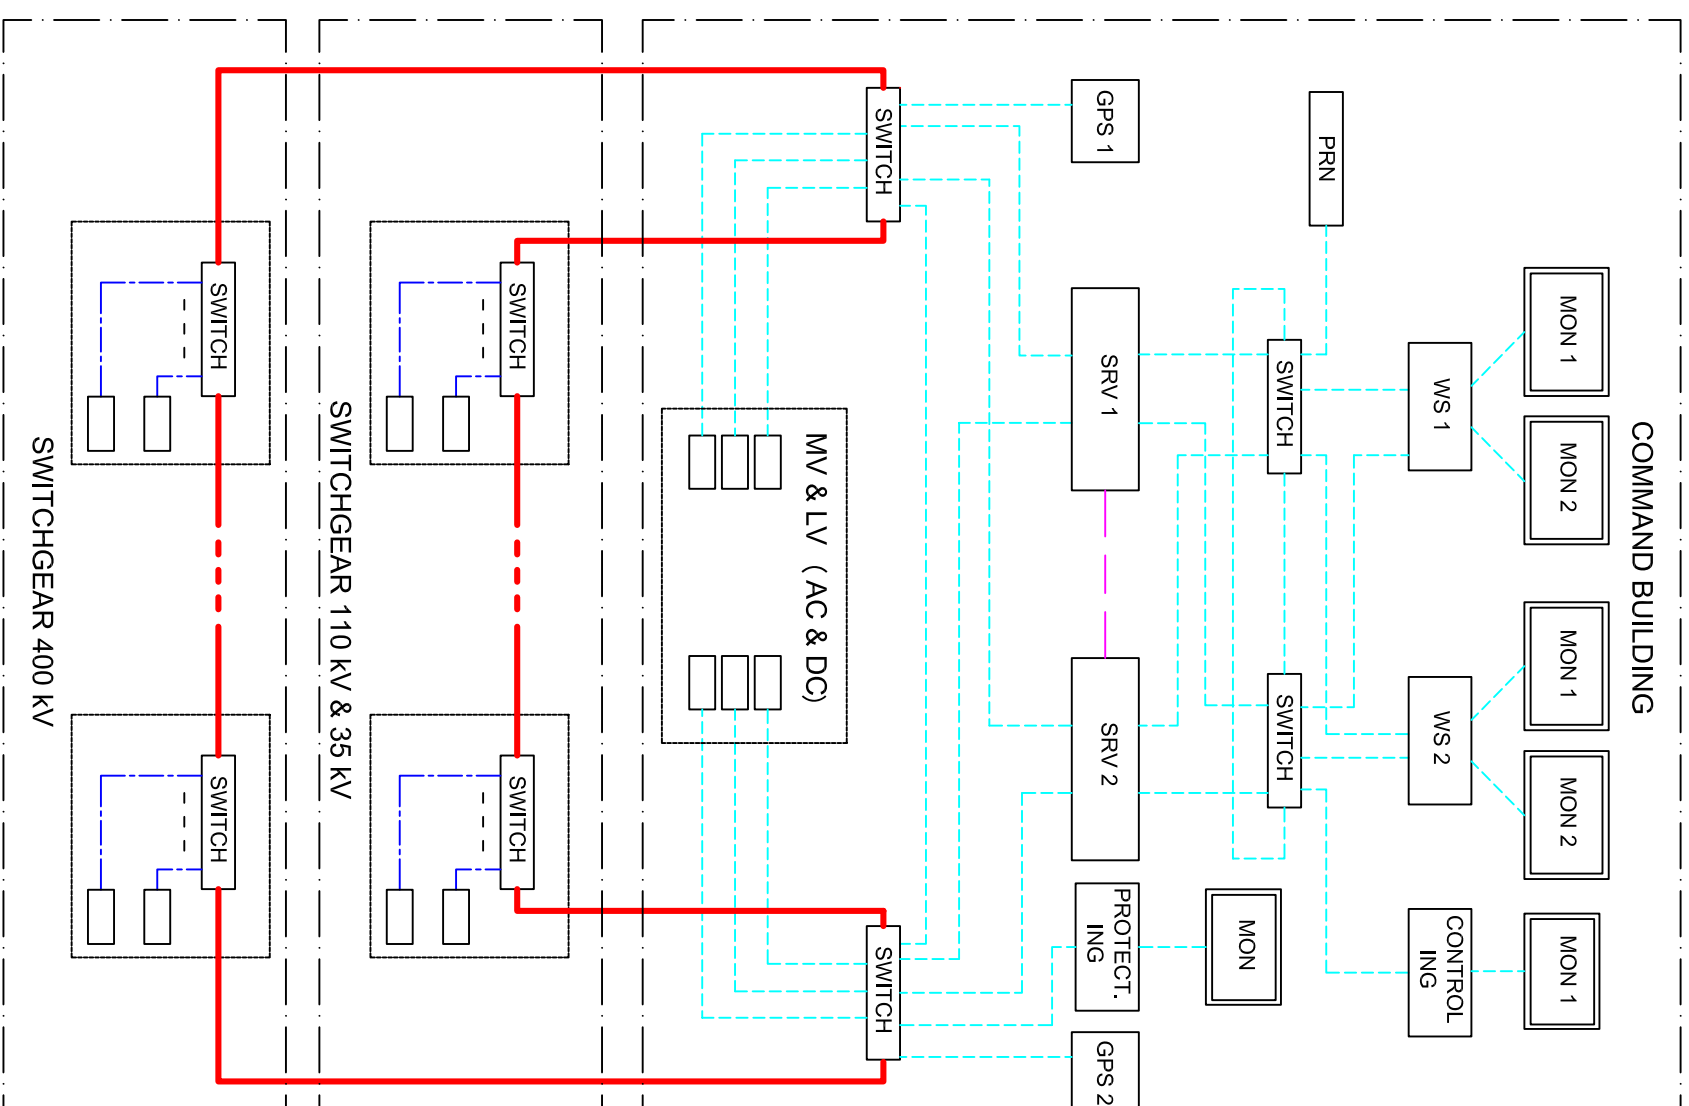 COMMAND BUILDING
MON 1
MON 2
MON 1
MON 2
MON 1
WS 1
WS 2
CONTROL
ING
PRN
SWITCH
SWITCH
MON
GPS 1
SRV 1
SRV 2
PROTECT.
ING
GPS 2
SWITCH
SWITCH
MV & LV ( AC & DC)
SWITCH
SWITCH
SWITCHGEAR 110 kV & 35 kV
SWITCH
SWITCH
SWITCHGEAR 400 kV